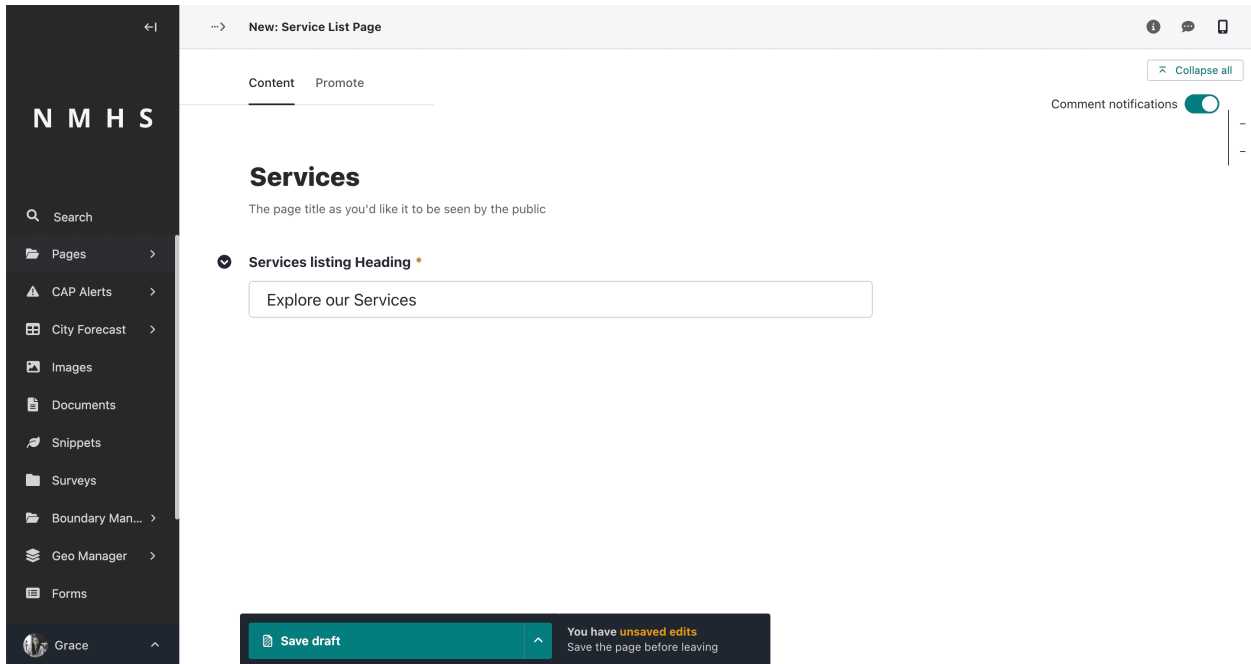 New: Service List Page
Collapse all
Content Promote
Comment notifications
N M H S
Services
The page title as you'd like it to be seen by the public
Search
Pages
Services listing Heading *
Explore our Services
CAP Alerts
City Forecast
Images
Documents
Snippets
Surveys
Boundary Man...
Geo Manager
Forms
Grace
Save draft
You have unsaved edits
Save the page before leaving